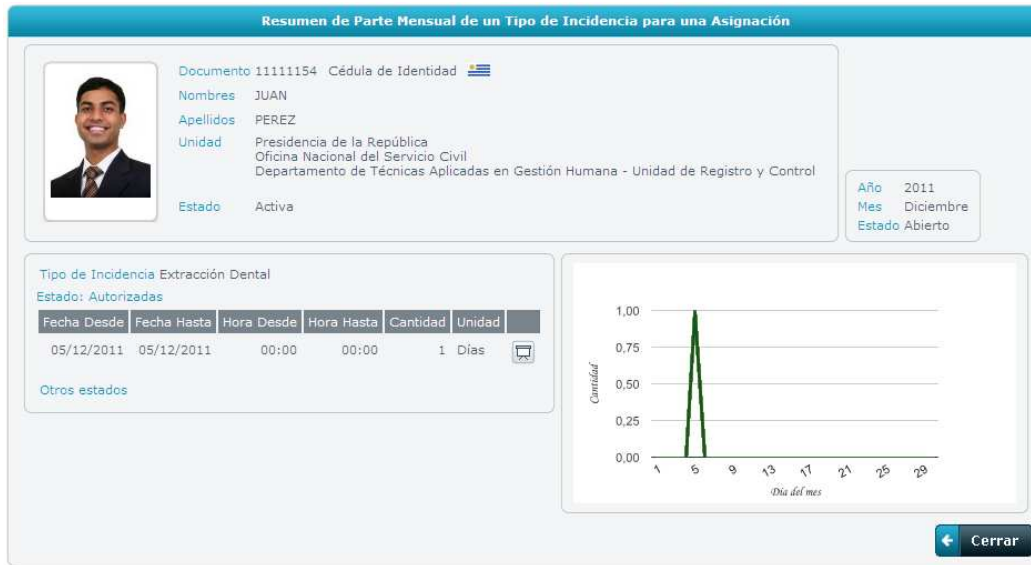 Resumen de Parte Mensual de un Tipo de Incidencia para una Asignación
Documento 11111154 Cédula de Identidad
Nombres JUAN
Apellidos PEREZ
Unidad Presidencia de la República
Oficina Nacional del Servicio Civil
Departamento de Técnicas Aplicadas en Gestión Humana - Unidad de Registro y Control
Estado Activa
Año 2011
Mes Diciembre
Estado Abierto
Tipo de Incidencia Extracción Dental
Estado: Autorizadas
Fecha Desde Fecha Hasta Hora Desde Hora Hasta Cantidad Unidad
05/12/2011 05/12/2011 00:00 00:00 1 Días
Otros estados
1,00
0,75
0,50
0,25
0,00
Cantidad
1 5 9 13 17 21 25 29
Día del mes
Cerrar